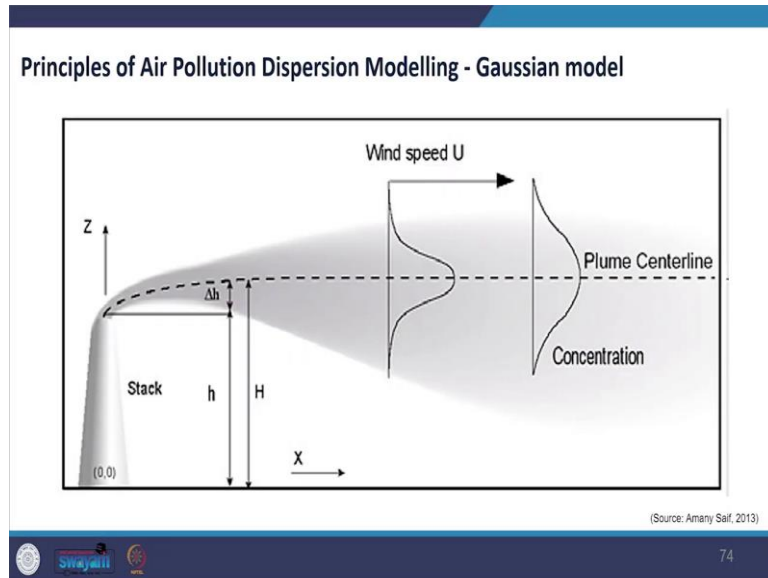 Principles of Air Pollution Dispersion Modelling - Gaussian model
Wind speed U
Z
Plume Centerline
Δh
Concentration
Stack
h
H
X
(0,0)
(Source: Amany Saif, 2013)
swayam
74